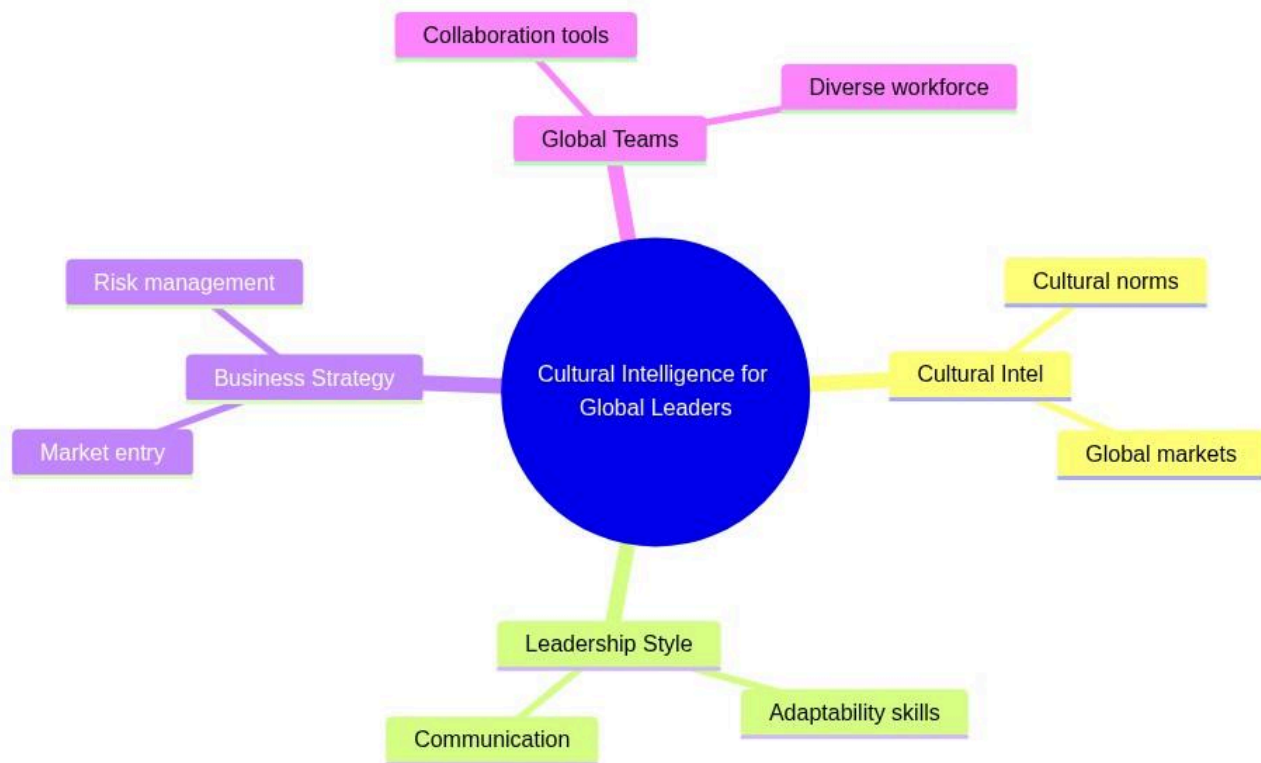 Collaboration tools
Diverse workforce
Global Teams
Risk management
Cultural norms
Business Strategy
Cultural Intelligence for
Global Leaders
Cultural Intel
Market entry
Global markets
Leadership Style
Adaptability skills
Communication